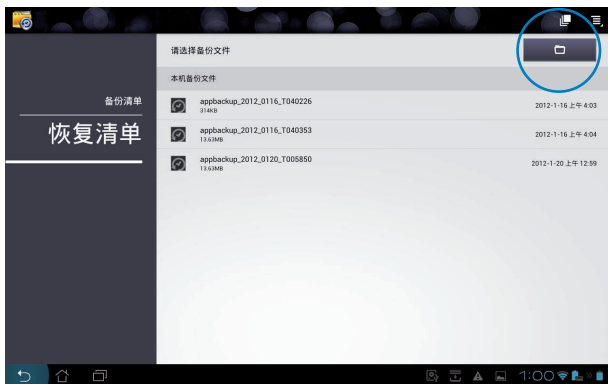 请选择备份文件
本机备份文件
备份清单
恢复清单
appbackup_2012_0116_T040226
314KB
2012-1-16 上午 4:03
appbackup_2012_0116_T040353
13.63MB
2012-1-16 上午 4:04
appbackup_2012_0120_T005850
13.63MB
2012-1-20 上午 12:59
1:00